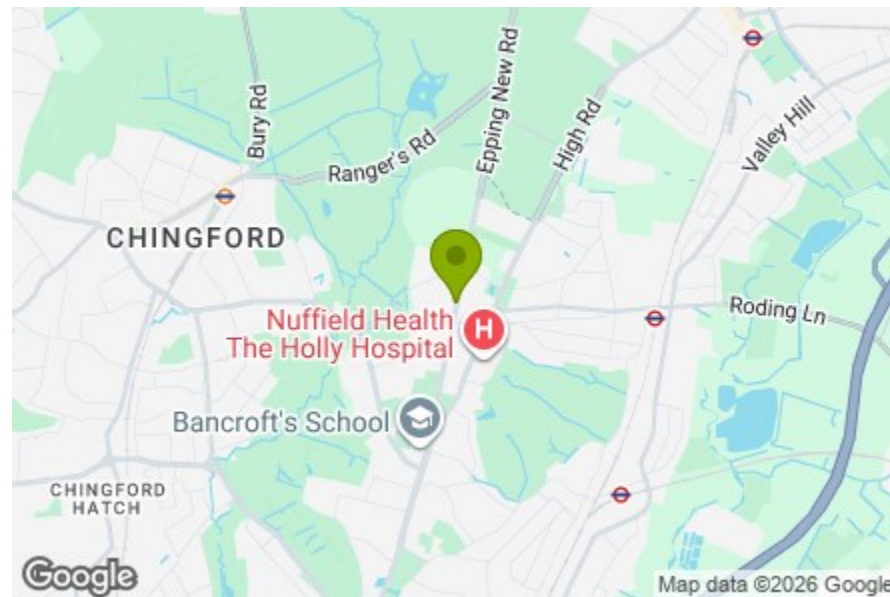 Bury Rd
Ranger's Rd
Epping New Rd
High Rd
Valley Hill
CHINGFORD
Nuffield Health
The Holly Hospital
H
Roding Ln
Bancroft's School
CHINGFORD
HATCH
Google
Map data ©2026 Google